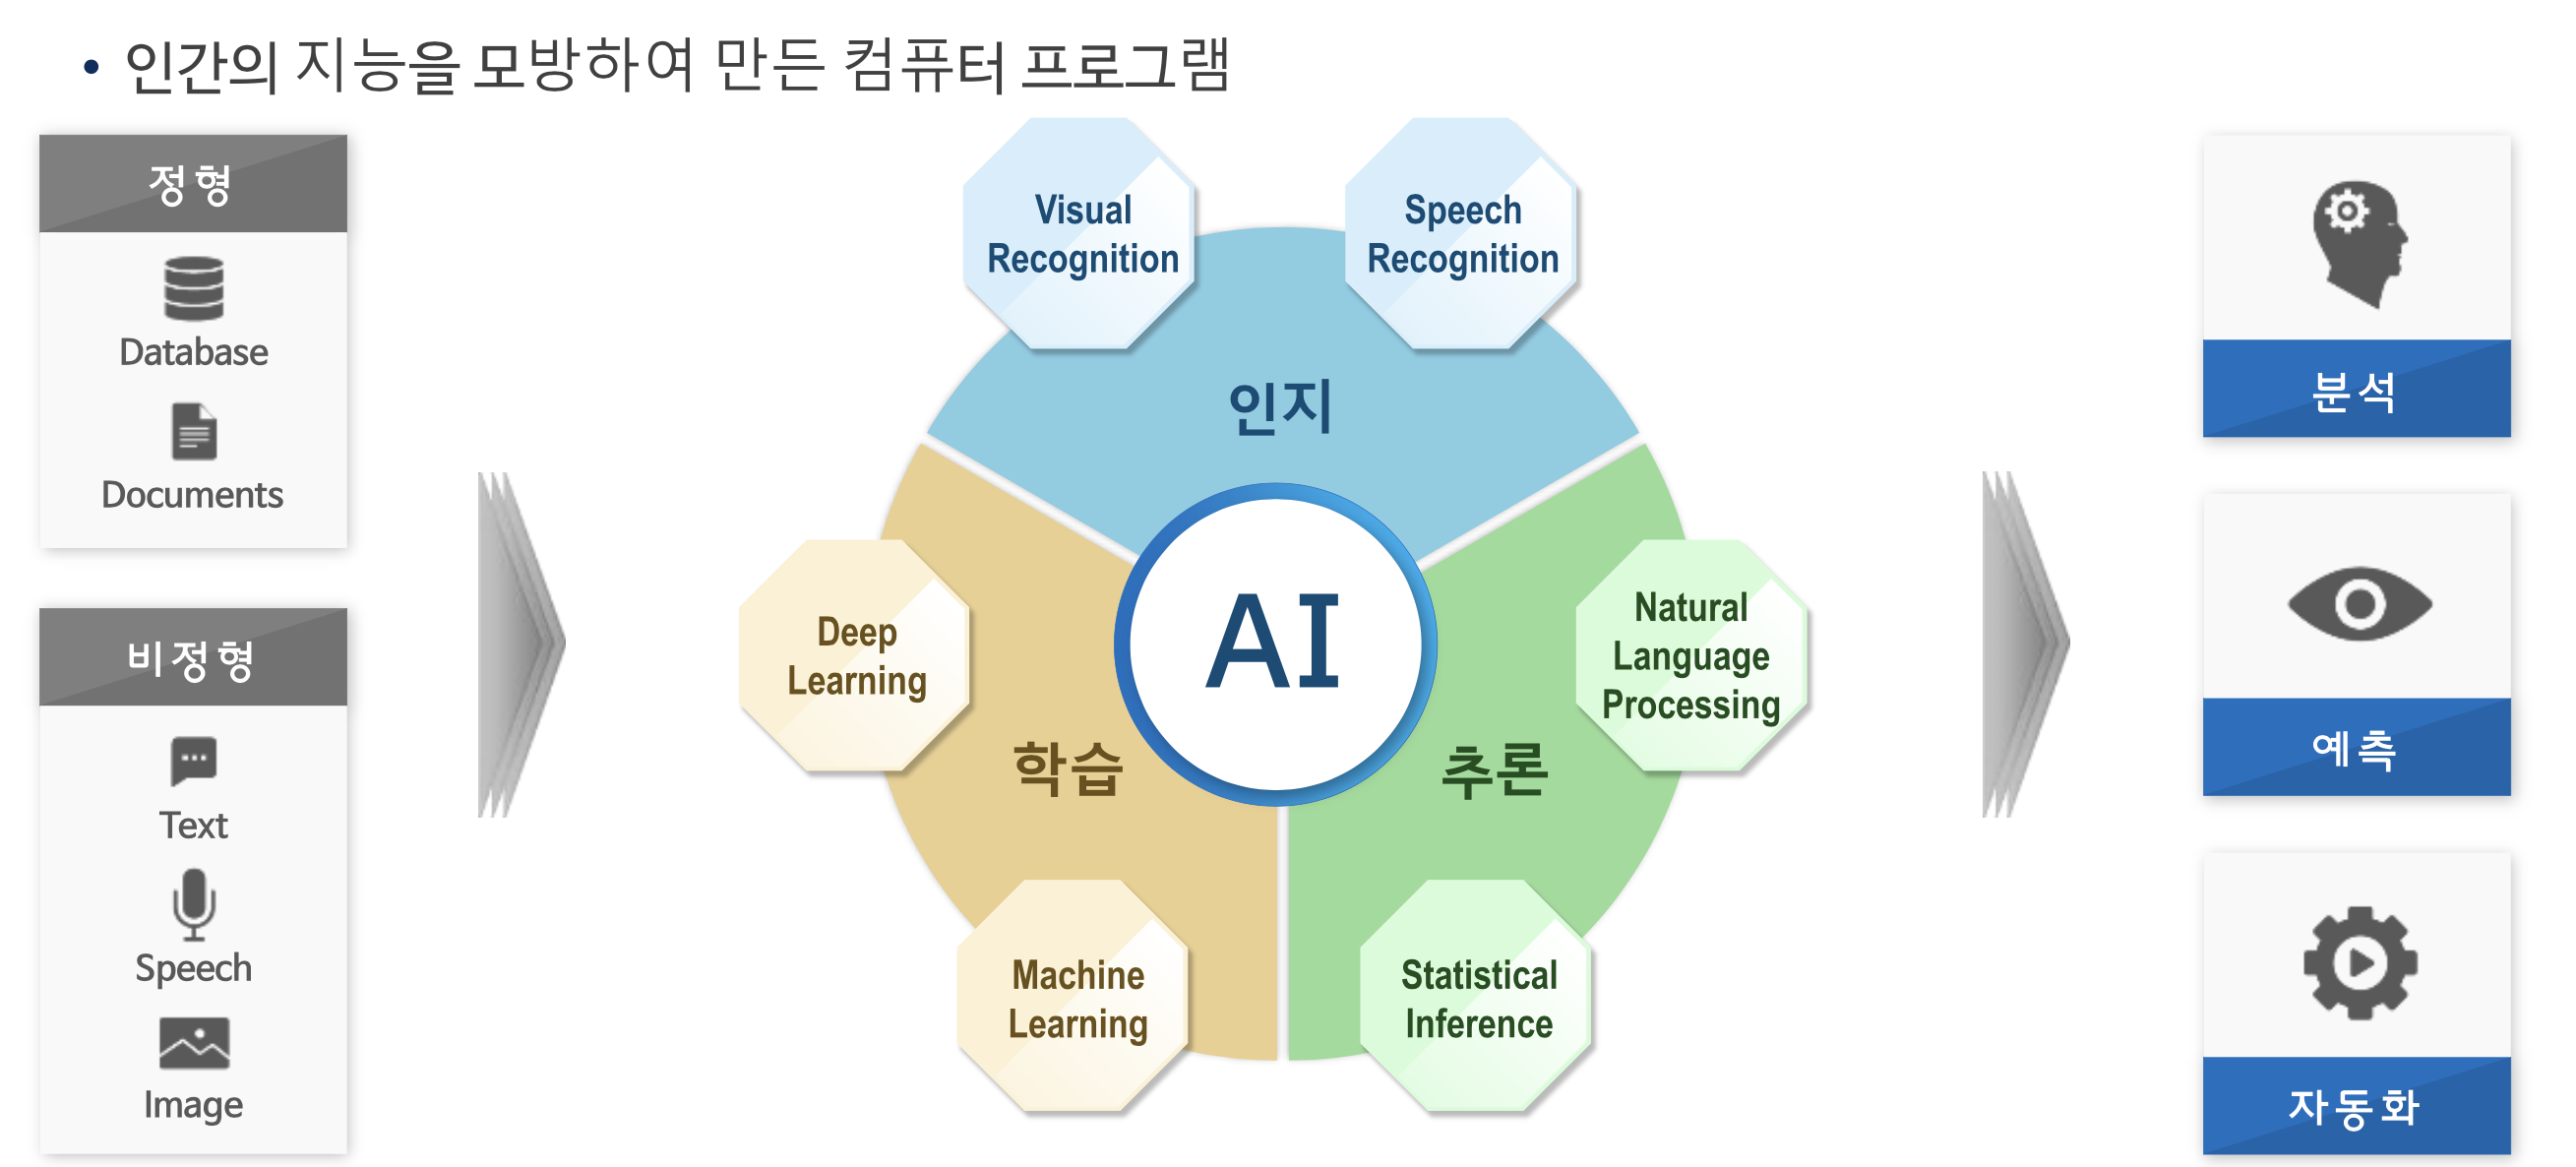 • 인간의 지능을 모방하여 만든 컴퓨터 프로그램
정형
Database
Documents
비정형
Text
Speech
Image
Visual
Recognition
Speech
Recognition
인지
Deep
Learning
학습
Machine
Learning
AI
Natural
Language
Processing
추론
Statistical
Inference
분석
예측
자동화